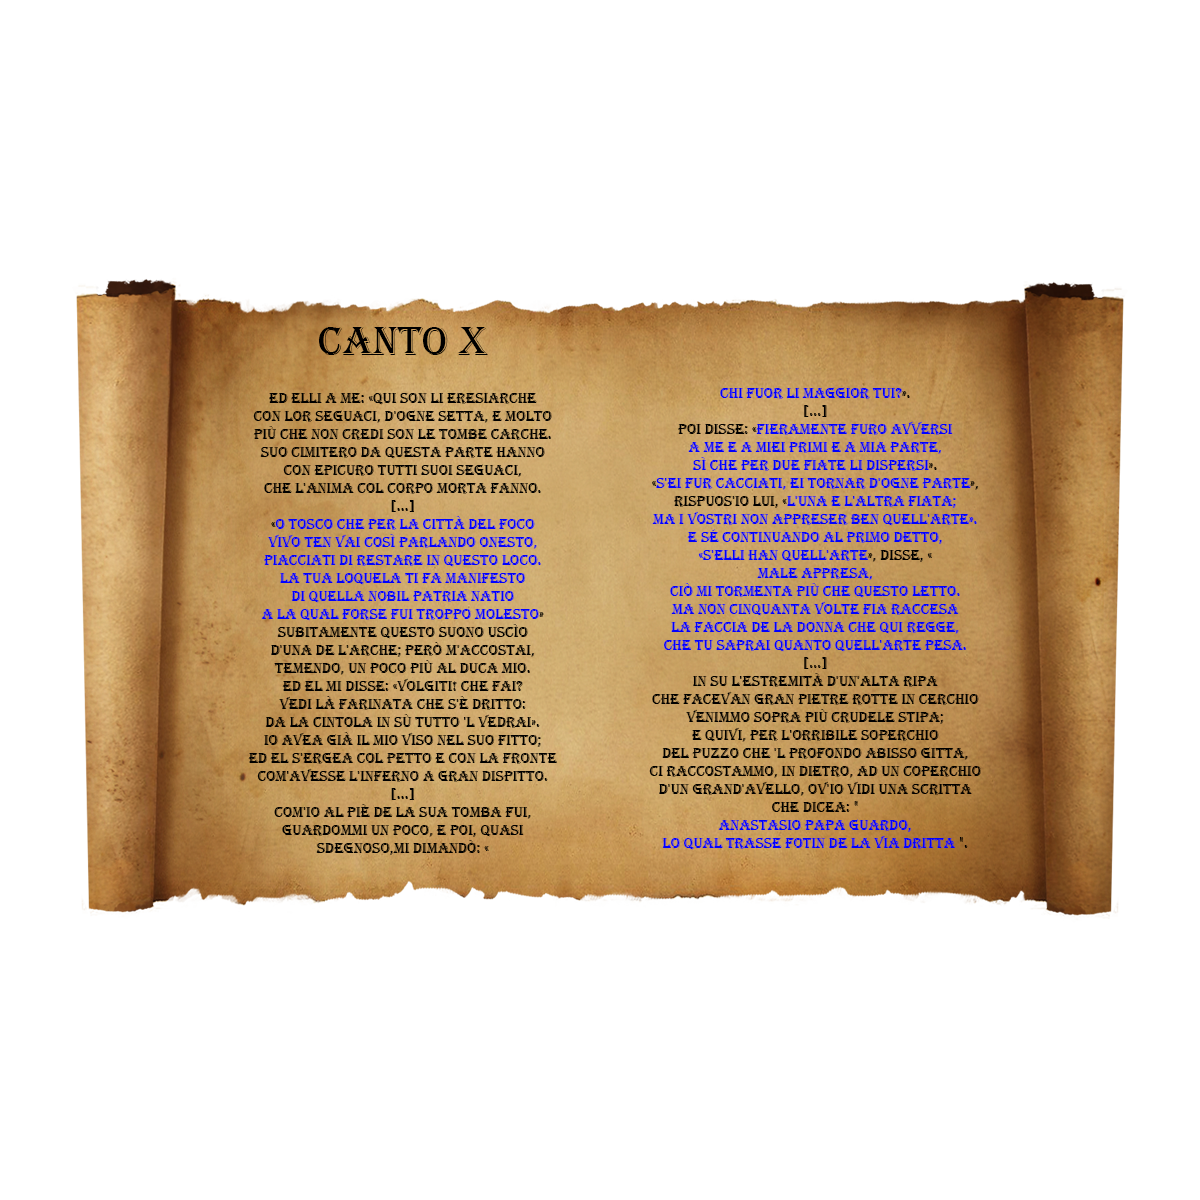 CANTO X
ED ELLI A ME: «QUI SON LI ERESIARCHE
CON LOR SEGUACI, D'OGNE SETTA, E MOLTO
PIÙ CHE NON CREDI SON LE TOMBE CARCHE.
SUO CIMITERO DA QUESTA PARTE HANNO
CON EPICURO TUTTI SUOI SEGUACI,
CHE L'ANIMA COL CORPO MORTA FANNO.
[...]
«O TOSCO CHE PER LA CITTÀ DEL FOCO
VIVO TEN VAI COSÌ PARLANDO ONESTO,
PIACCIATI DI RESTARE IN QUESTO LOCO.
LA TUA LOQUELA TI FA MANIFESTO
DI QUELLA NOBIL PATRIA NATIO
A LA QUAL FORSE FUI TROPPO MOLESTO»
SUBITAMENTE QUESTO SUONO USCÌO
D'UNA DE L'ARCHE; PERÒ M'ACCOSTAI,
TEMENDO, UN POCO PIÙ AL DUCA MIO.
ED EL MI DISSE: «VOLGITI! CHE FAI?
VEDI LÀ FARINATA CHE S'È DRITTO:
DA LA CINTOLA IN SÙ TUTTO 'L VEDRAI».
IO AVEA GIÀ IL MIO VISO NEL SUO FITTO;
ED EL S'ERGEA COL PETTO E CON LA FRONTE
COM'AVESSE L'INFERNO A GRAN DISPITTO.
[...]
COM'IO AL PIÈ DE LA SUA TOMBA FUI,
GUARDOMMI UN POCO, E POI, QUASI
SDEGNOSO,MI DIMANDÒ: «
CHI FUOR LI MAGGIOR TUI?».
[...]
POI DISSE: «FIERAMENTE FURO AVVERSI
A ME E A MIEI PRIMI E A MIA PARTE,
SÌ CHE PER DUE FIATE LI DISPERSI».
«S'EI FUR CACCIATI, EI TORNAR D'OGNE PARTE»,
RISPUOS'IO LUI, «L'UNA E L'ALTRA FIATA;
MA I VOSTRI NON APPRESER BEN QUELL'ARTE».
E SÉ CONTINUANDO AL PRIMO DETTO,
«S'ELLI HAN QUELL'ARTE», DISSE, «
MALE APPRESA,
CIÒ MI TORMENTA PIÙ CHE QUESTO LETTO.
MA NON CINQUANTA VOLTE FIA RACCESA
LA FACCIA DE LA DONNA CHE QUI REGGE,
CHE TU SAPRAI QUANTO QUELL'ARTE PESA.
[...]
IN SU L'ESTREMITÀ D'UN'ALTA RIPA
CHE FACEVAN GRAN PIETRE ROTTE IN CERCHIO
VENIMMO SOPRA PIÙ CRUDELE STIPA;
E QUIVI, PER L'ORRIBILE SOPERCHIO
DEL PUZZO CHE 'L PROFONDO ABISSO GITTA,
CI RACCOSTAMMO, IN DIETRO, AD UN COPERCHIO
D'UN GRAND'AVELLO, OV'IO VIDI UNA SCRITTA
CHE DICEA: "
ANASTASIO PAPA GUARDO,
LO QUAL TRASSE FOTIN DE LA VIA DRITTA ".